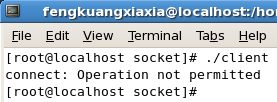 fengkuangxiaxia@localhost:/ho
File Edit View Terminal Tabs Help
[root@localhost socket]# ./client
connect: Operation not permitted
[root@localhost socket]#